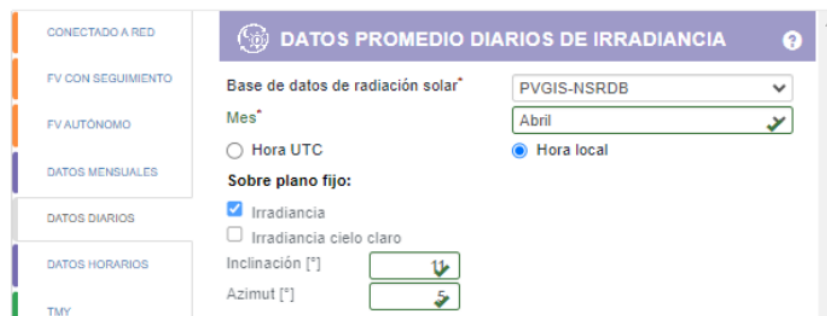 CONECTADO A RED
FV CON SEGUIMIENTO
FV AUTÓNOMO
DATOS MENSUALES
DATOS DIARIOS
DATOS HORARIOS
TMY
DATOS PROMEDIO DIARIOS DE IRRADIANCIA ?
Base de datos de radiación solar* PVGIS-NSRDB
Mes* Abril
Hora UTC Hora local
Sobre plano fijo:
Irradiancia
Irradiancia cielo claro
Inclinación [°] 11
Azimut [°] 5